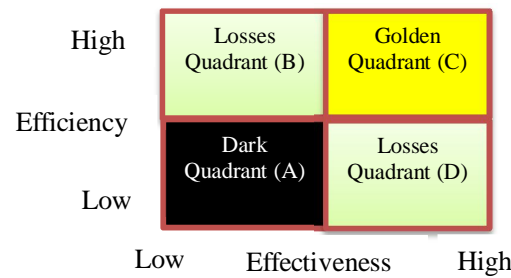 High
Losses
Quadrant (B)
Golden
Quadrant (C)
Efficiency
Dark
Quadrant (A)
Losses
Quadrant (D)
Low
Low
Effectiveness
High